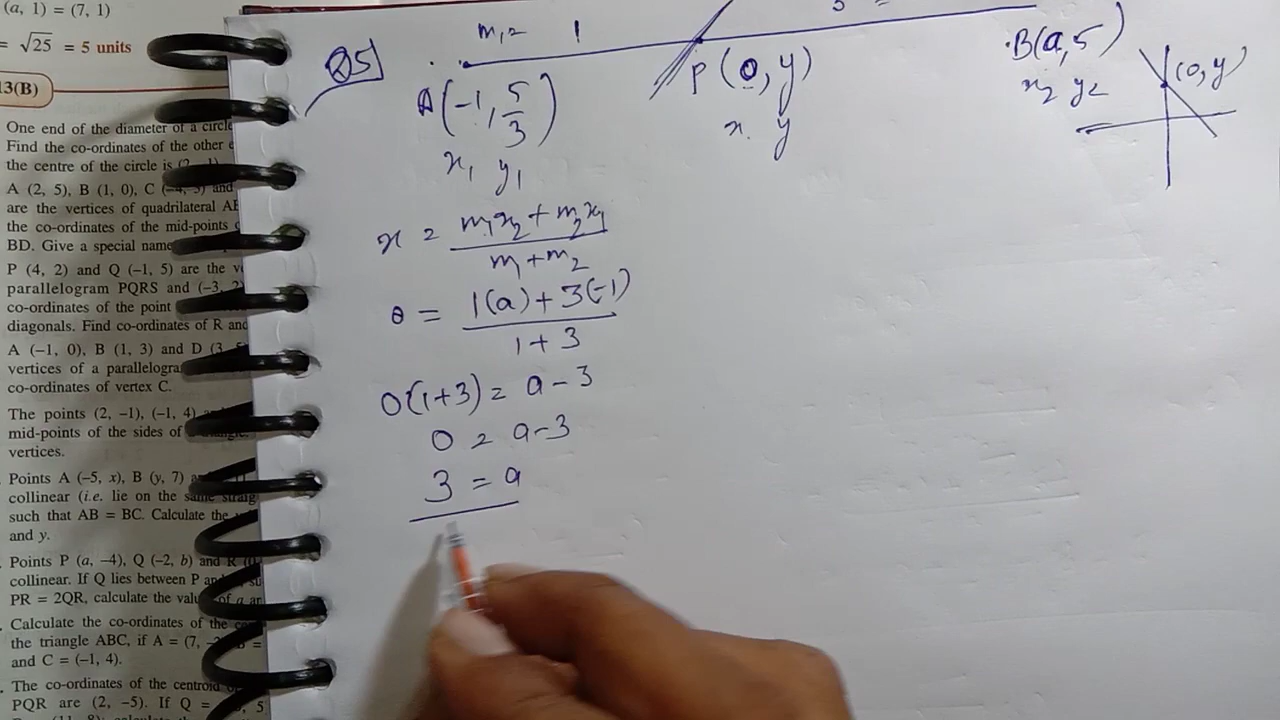 (a, 1) = (7, 1)
= √25 = 5 units
13(B)
One end of the diameter of a circle
Find the co-ordinates of the other
the centre of the circle is
A (2, 5), B (1, 0), C (−4, 3) and
are the vertices of quadrilateral
the co-ordinates of the mid-points
BD. Give a special name
P (4, 2) and Q (−1, 5) are the
parallelogram PQRS and (−3,
co-ordinates of the point
diagonals. Find co-ordinates of R and
A (−1, 0), B (1, 3) and D (3,
vertices of a parallelogram
co-ordinates of vertex C.
The points (2, −1), (−1, 4)
mid-points of the sides of
vertices.
Points A (−5, x), B (y, 7)
collinear (i.e. lie on the same straight
such that AB = BC. Calculate the
and y.
Points P (a, −4), Q (−2, b) and R
collinear. If Q lies between P and
PR = 2QR, calculate the value of a
Calculate the co-ordinates of the
the triangle ABC, if A = (7,
and C = (−1, 4).
The co-ordinates of the centroid
PQR are (2, −5). If Q =
Q5]
m₁= 1
A(-1, 5/3)
x₁ y₁
P (0, y)
x. y
.B(a, 5)
x₂ y₂
(0, y)
x = (m₁x₂ + m₂x₁)/(m₁ + m₂)
0 = (1(a) + 3(-1))/(1 + 3)
0(1+3) = a - 3
0 = a-3
3 = a